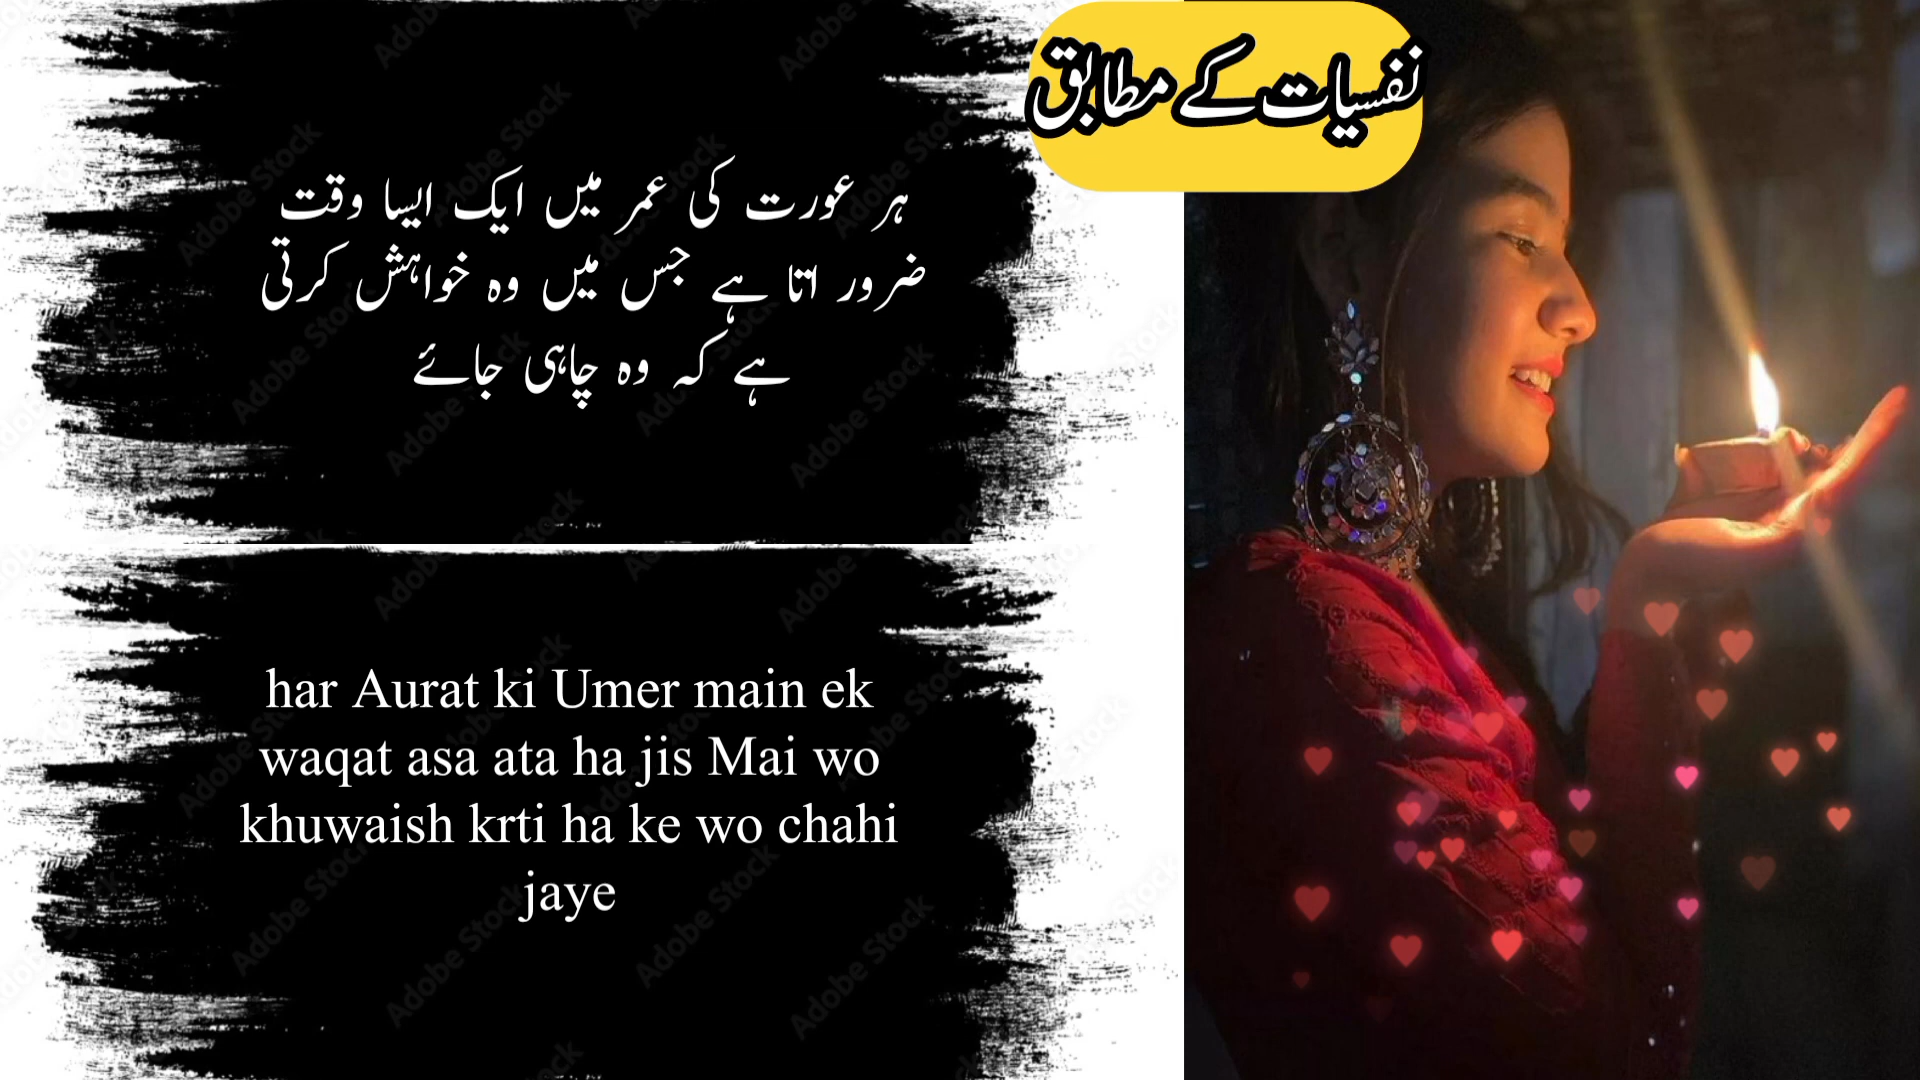 نفسیات کے مطابق
ہر عورت کی عمر میں ایک ایسا وقت
ضرور اتا ہے جس میں وہ خواہش کرتی
ہے کہ وہ چاہی جائے
har Aurat ki Umer main ek
waqat asa ata ha jis Mai wo
khuwaish krti ha ke wo chahi
jaye
Adobe Stock